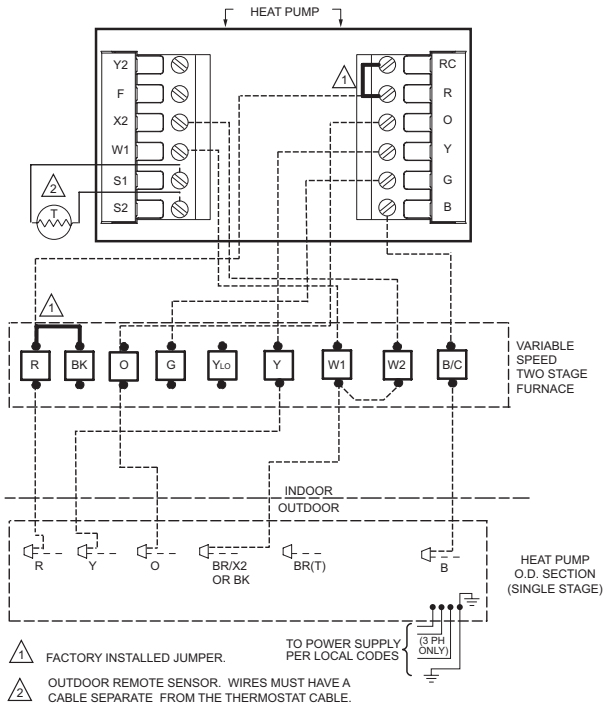 HEAT PUMP
Y2
F
X2
W1
S1
S2
RC
R
O
Y
G
B
1
2
T
1
R
BK
O
G
YLO
Y
W1
W2
B/C
VARIABLE
SPEED
TWO STAGE
FURNACE
INDOOR
OUTDOOR
R
Y
O
BR/X2
OR BK
BR(T)
B
HEAT PUMP
O.D. SECTION
(SINGLE STAGE)
TO POWER SUPPLY
PER LOCAL CODES
(3 PH
ONLY)
1 FACTORY INSTALLED JUMPER.
2 OUTDOOR REMOTE SENSOR. WIRES MUST HAVE A
CABLE SEPARATE FROM THE THERMOSTAT CABLE.